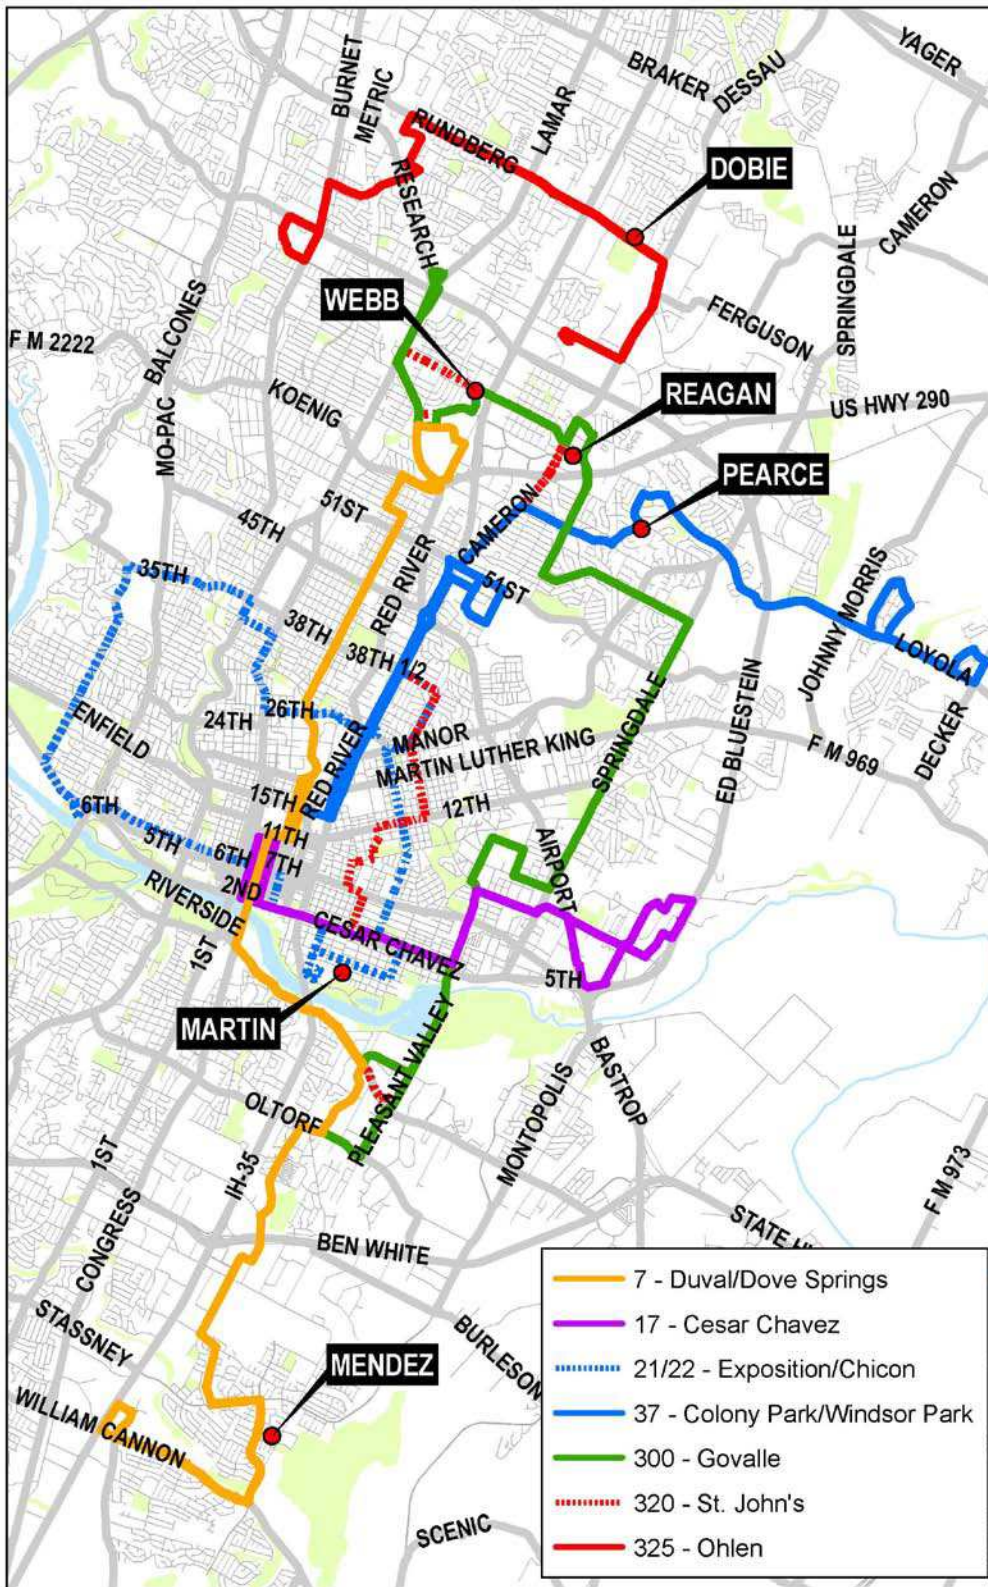 YAGER
BURNET
METRIC
BRAKER
DESSAU
LAMAR
RUNDBERG
DOBIE
RESEARCH
CAMERON
SPRINGDALE
WEBB
FERGUSON
F M 2222
BALCONES
MO-PAC
KOENIG
REAGAN
US HWY 290
PEARCE
51ST
45TH
CAMERON
RED RIVER
51ST
35TH
38TH
38TH 1/2
JOHNNY MORRIS
LOYOLA
ENFIELD
24TH
26TH
MANOR
MARTIN LUTHER KING
SPRINGDALE
ED BLUESTEIN
F M 969
DECKER
RED RIVER
15TH
12TH
6TH
5TH
11TH
6TH
7TH
2ND
AIRPORT
RIVERSIDE
1ST
CESAR CHAVEZ
5TH
MARTIN
PLEASANT VALLEY
OLTORF
MONTOPOLIS
BASTROP
1ST
IH-35
CONGRESS
BEN WHITE
F M 973
STATE H
STASSNEY
BURLESON
MENDEZ
WILLIAM CANNON
SCENIC
7 - Duval/Dove Springs
17 - Cesar Chavez
21/22 - Exposition/Chicon
37 - Colony Park/Windsor Park
300 - Govalle
320 - St. John's
325 - Ohlen